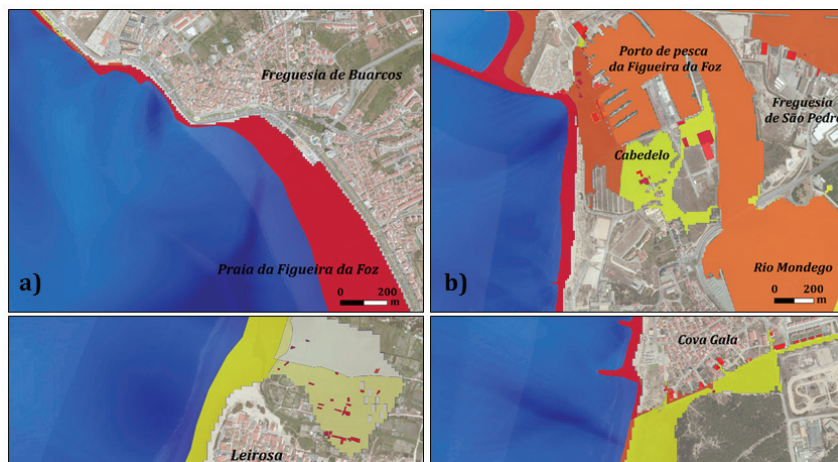 Freguesia de Buarcos
Praia da Figueira da Foz
a)
0 200
m
Porto de pesca
da Figueira da Foz
Freguesia
de São Pedro
Cabedelo
Rio Mondego
b)
0 200
m
Leirosa
Cova Gala